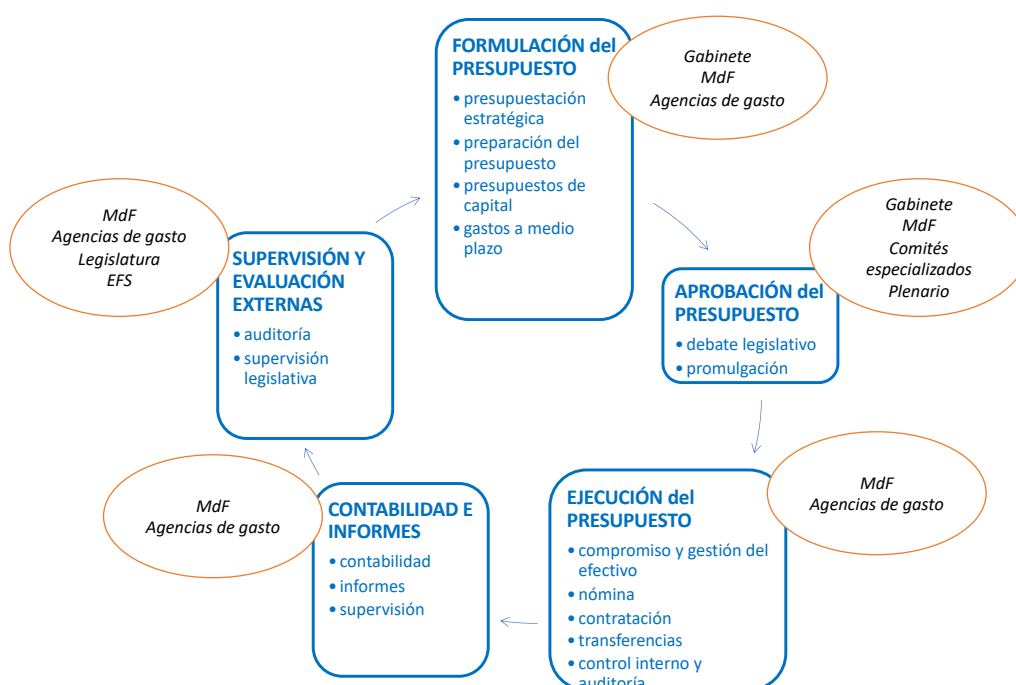 FORMULACIÓN del
PRESUPUESTO
• presupuestación
estratégica
• preparación del
presupuesto
• presupuestos de
capital
• gastos a medio
plazo
Gabinete
MdF
Agencias de gasto
Gabinete
MdF
Comités
especializados
Plenario
APROBACIÓN del
PRESUPUESTO
• debate legislativo
• promulgación
MdF
Agencias de gasto
EJECUCIÓN del
PRESUPUESTO
• compromiso y gestión del
efectivo
• nómina
• contratación
• transferencias
• control interno y
auditoría
MdF
Agencias de gasto
CONTABILIDAD E
INFORMES
• contabilidad
• informes
• supervisión
MdF
Agencias de gasto
Legislatura
EFS
SUPERVISIÓN Y
EVALUACIÓN
EXTERNAS
• auditoría
• supervisión
legislativa